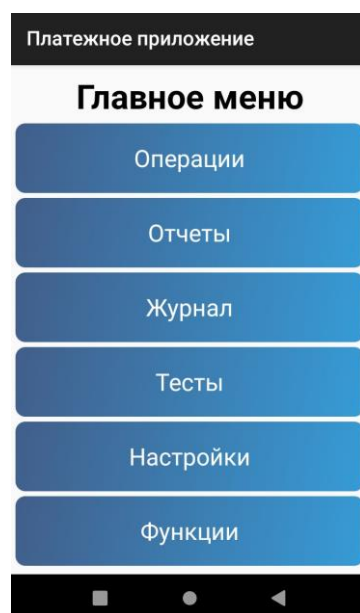 Платежное приложение
Главное меню
Операции
Отчеты
Журнал
Тесты
Настройки
Функции